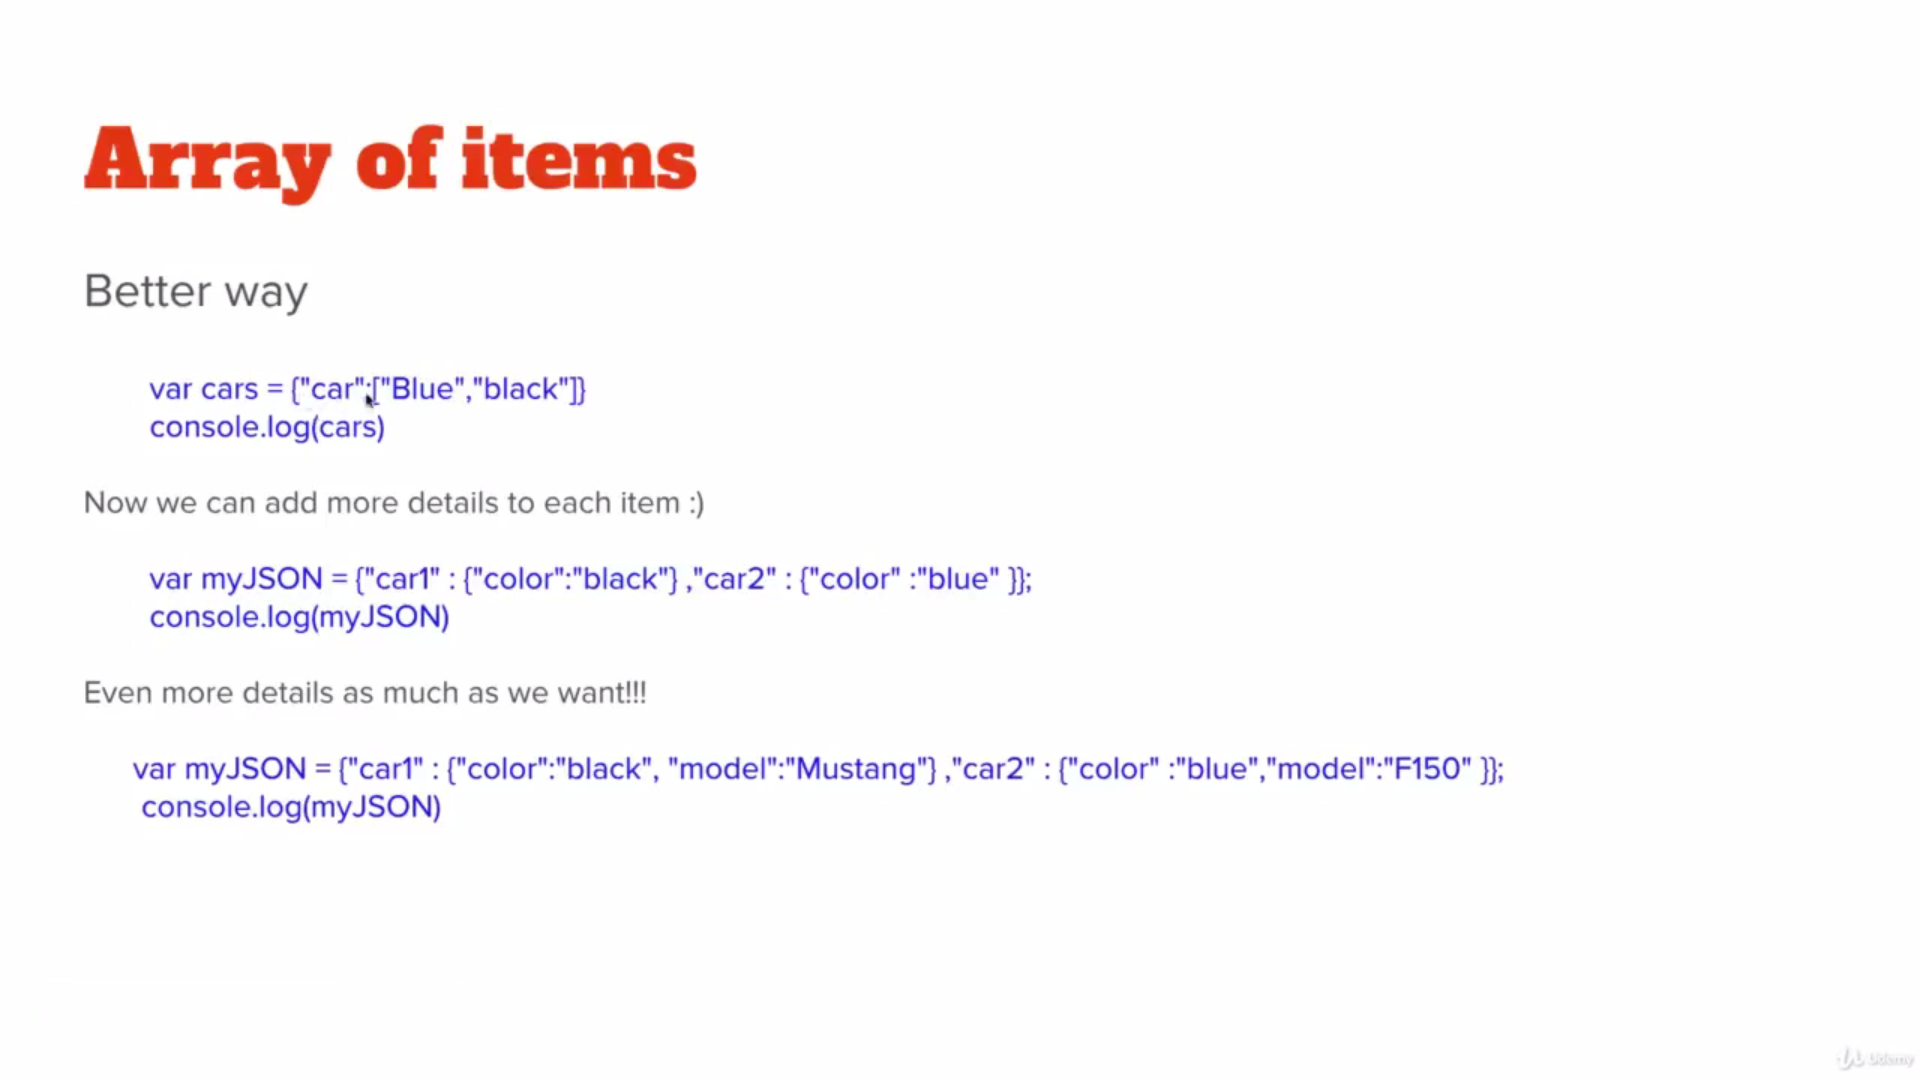 Array of items
Better way
var cars = {"car":["Blue","black"]}
console.log(cars)
Now we can add more details to each item :)
var myJSON = {"car1" : {"color":"black"} ,"car2" : {"color" :"blue" }};
console.log(myJSON)
Even more details as much as we want!!!
var myJSON = {"car1" : {"color":"black", "model":"Mustang"} ,"car2" : {"color" :"blue","model":"F150" }};
console.log(myJSON)
Udemy